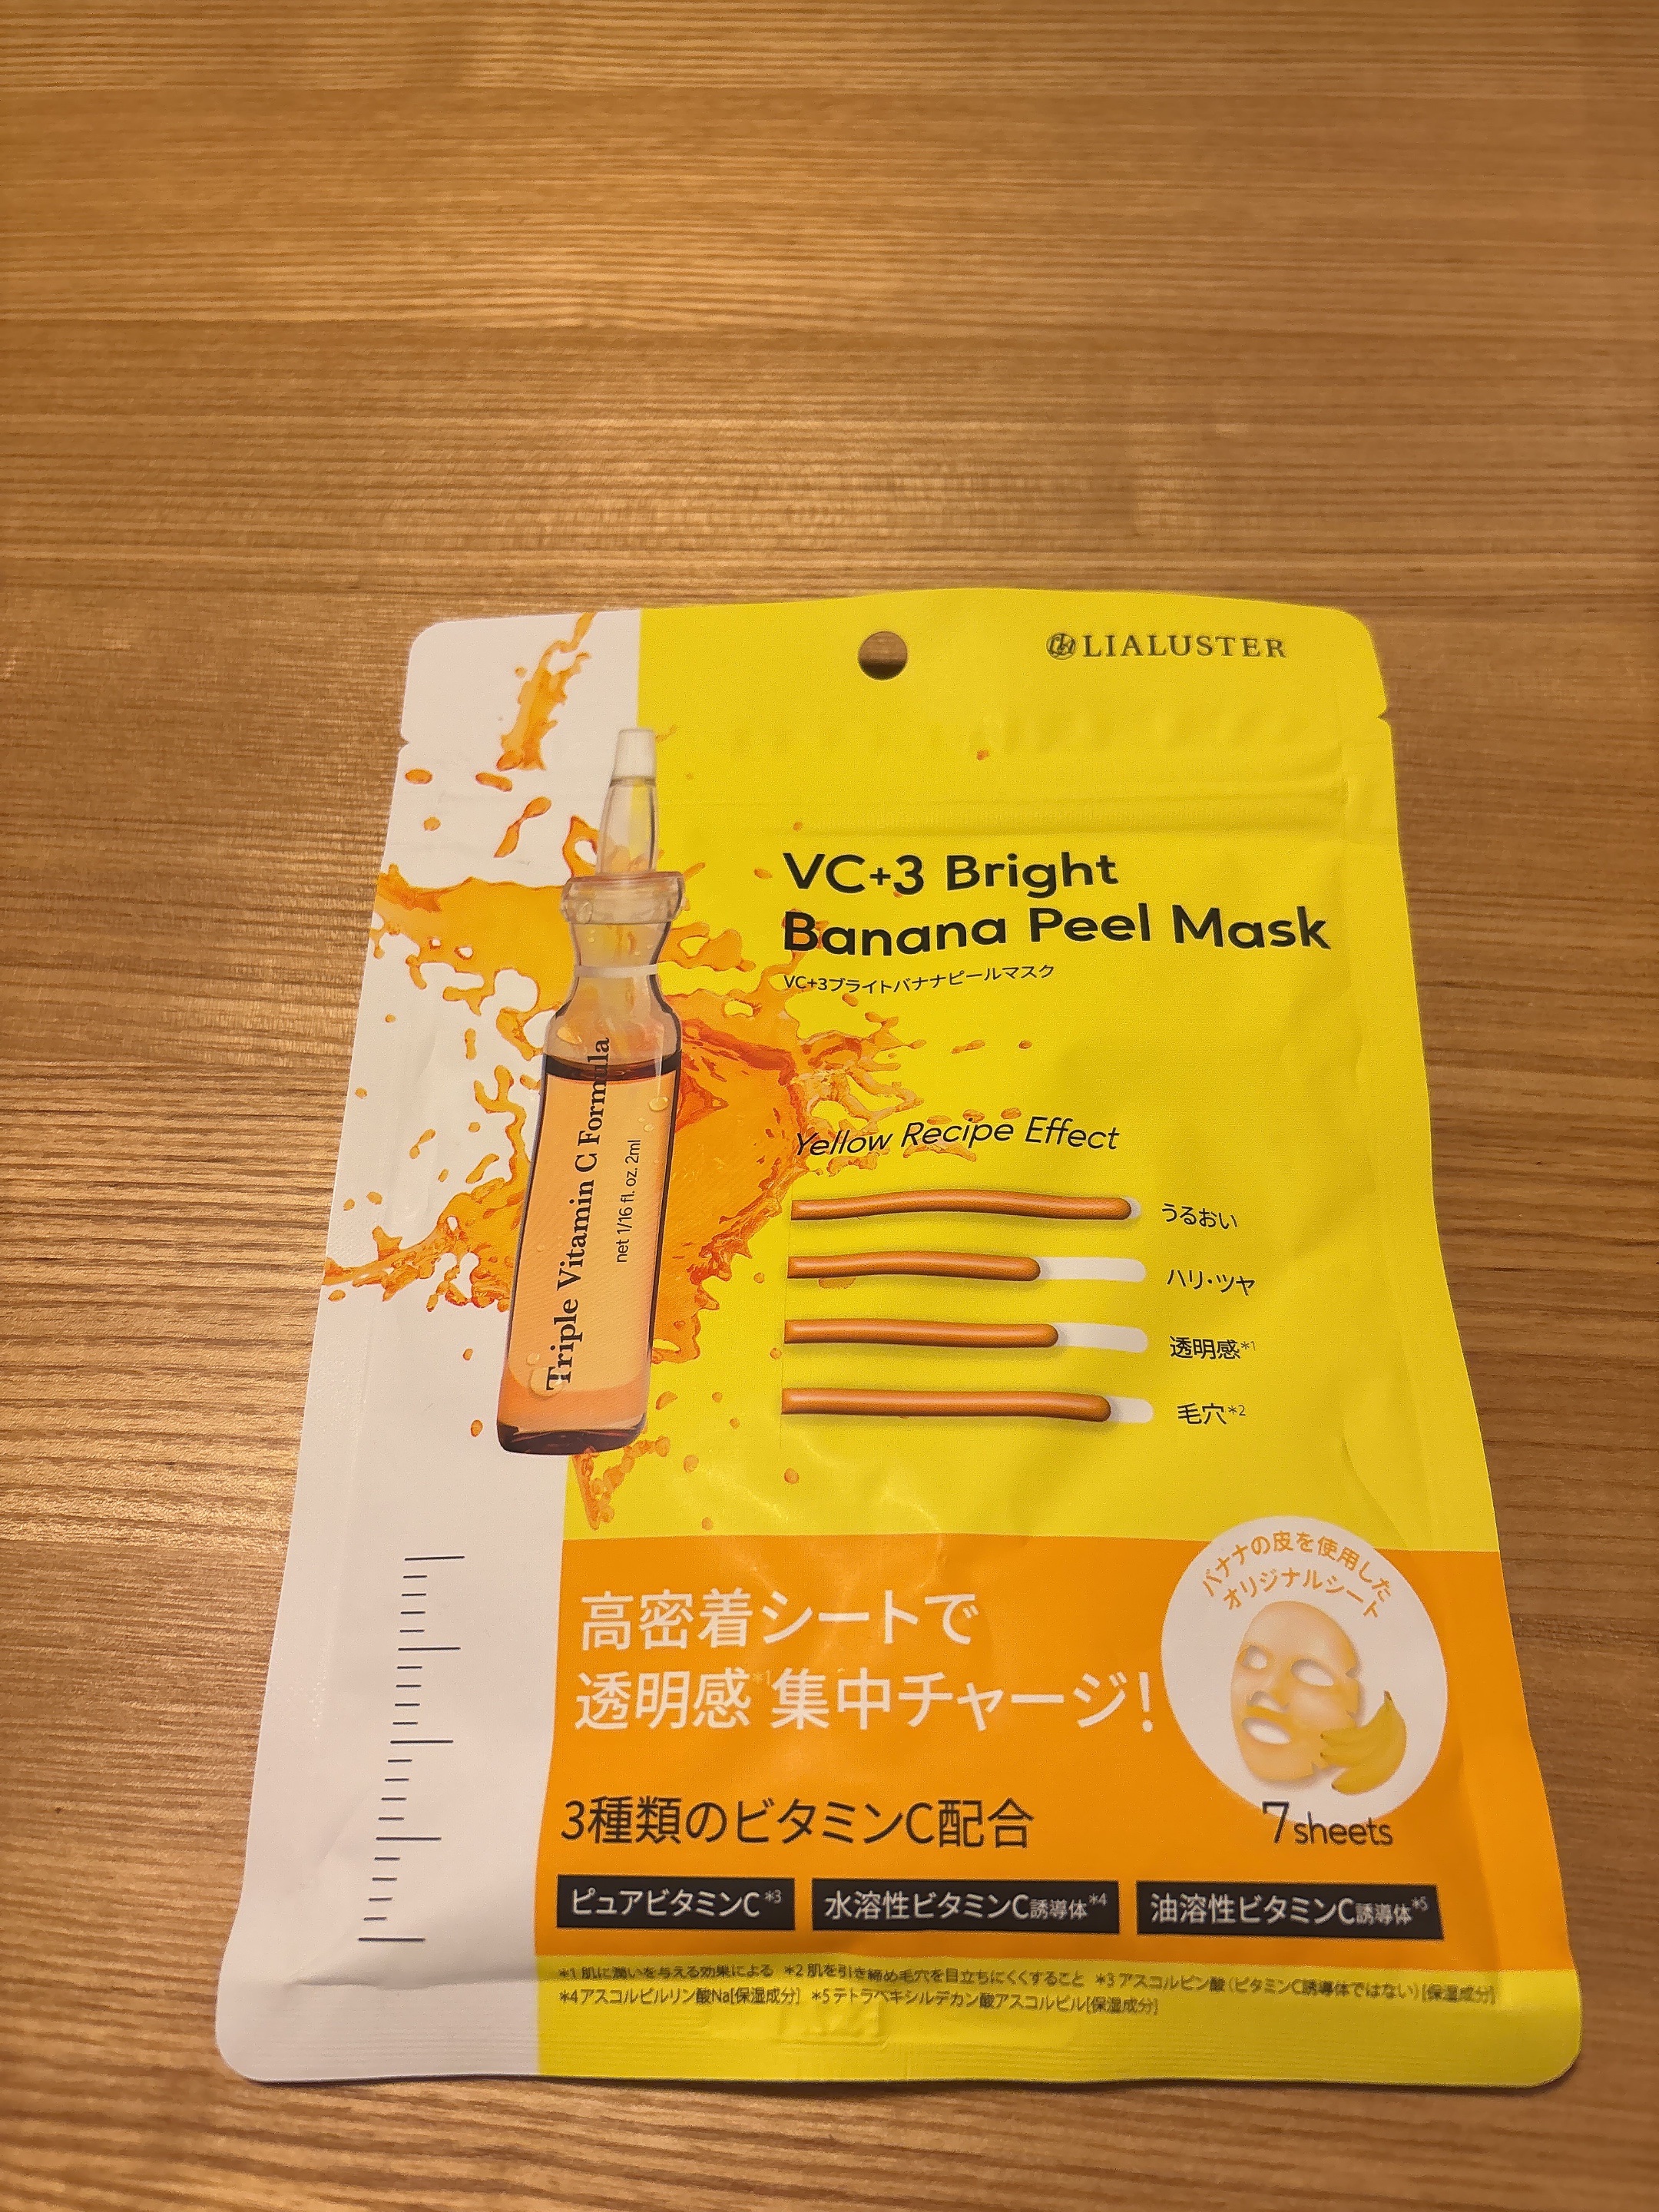 LIALUSTER
VC+3 Bright
Banana Peel Mask
VC+3ブライトバナナピールマスク
Triple Vitamin C Formula
net 1/16 fl. oz. 2ml
Yellow Recipe Effect
うるおい
ハリ・ツヤ
透明感*1
毛穴*2
バナナの皮を使用した
オリジナルシート
高密着シートで
透明感*1集中チャージ!
7sheets
3種類のビタミンC配合
ピュアビタミンC*3 水溶性ビタミンC誘導体*4 油溶性ビタミンC誘導体*5
*1 肌に潤いを与える効果による *2 肌を引き締め毛穴を目立ちにくくすること *3 アスコルビン酸(ビタミンC誘導体ではない)[保湿成分]
*4 アスコルビルリン酸Na[保湿成分] *5 テトラヘキシルデカン酸アスコルビル[保湿成分]